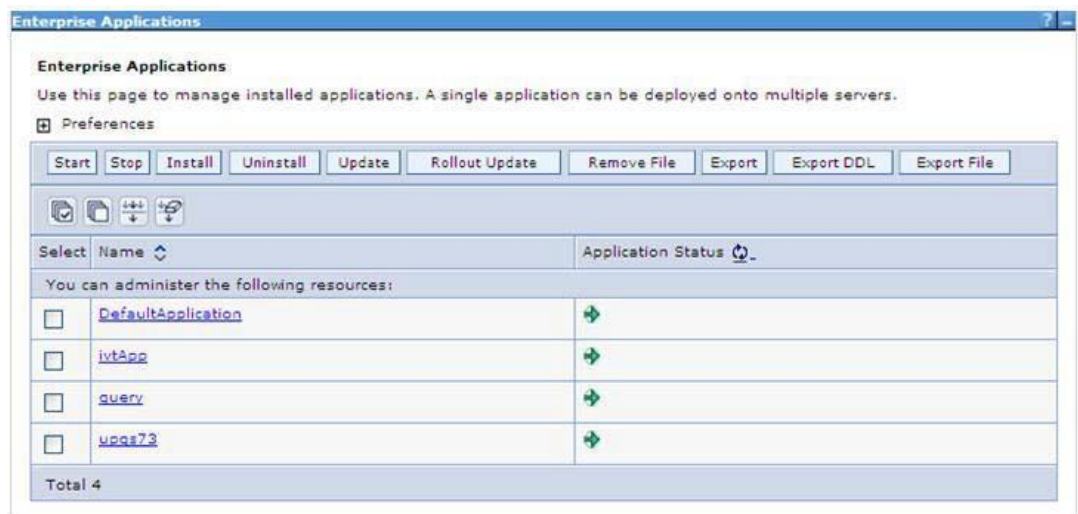 Enterprise Applications ? -
Enterprise Applications
Use this page to manage installed applications. A single application can be deployed onto multiple servers.
+ Preferences
Start Stop Install Uninstall Update Rollout Update Remove File Export Export DDL Export File
Select Name Application Status
You can administer the following resources:
DefaultApplication
ivtApp
query
upgs73
Total 4